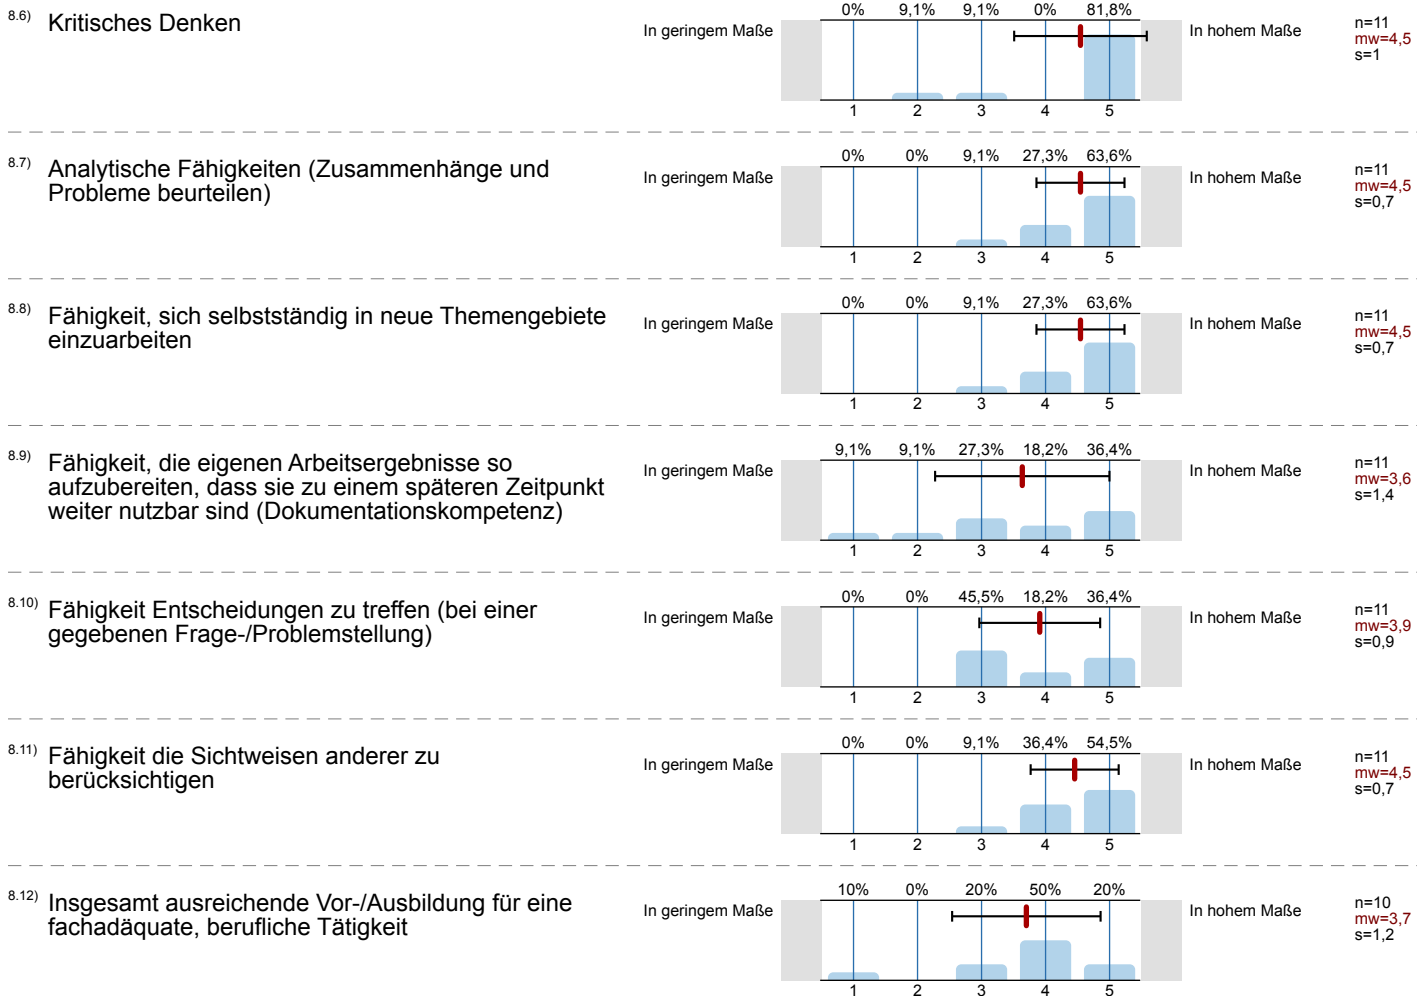 8.6) Kritisches Denken
In geringem Maße
0% 9,1% 9,1% 0% 81,8%
1 2 3 4 5
In hohem Maße
n=11
mw=4,5
s=1
8.7) Analytische Fähigkeiten (Zusammenhänge und
Probleme beurteilen)
In geringem Maße
0% 0% 9,1% 27,3% 63,6%
1 2 3 4 5
In hohem Maße
n=11
mw=4,5
s=0,7
8.8) Fähigkeit, sich selbstständig in neue Themengebiete
einzuarbeiten
In geringem Maße
0% 0% 9,1% 27,3% 63,6%
1 2 3 4 5
In hohem Maße
n=11
mw=4,5
s=0,7
8.9) Fähigkeit, die eigenen Arbeitsergebnisse so
aufzubereiten, dass sie zu einem späteren Zeitpunkt
weiter nutzbar sind (Dokumentationskompetenz)
In geringem Maße
9,1% 9,1% 27,3% 18,2% 36,4%
1 2 3 4 5
In hohem Maße
n=11
mw=3,6
s=1,4
8.10) Fähigkeit Entscheidungen zu treffen (bei einer
gegebenen Frage-/Problemstellung)
In geringem Maße
0% 0% 45,5% 18,2% 36,4%
1 2 3 4 5
In hohem Maße
n=11
mw=3,9
s=0,9
8.11) Fähigkeit die Sichtweisen anderer zu
berücksichtigen
In geringem Maße
0% 0% 9,1% 36,4% 54,5%
1 2 3 4 5
In hohem Maße
n=11
mw=4,5
s=0,7
8.12) Insgesamt ausreichende Vor-/Ausbildung für eine
fachadäquate, berufliche Tätigkeit
In geringem Maße
10% 0% 20% 50% 20%
1 2 3 4 5
In hohem Maße
n=10
mw=3,7
s=1,2